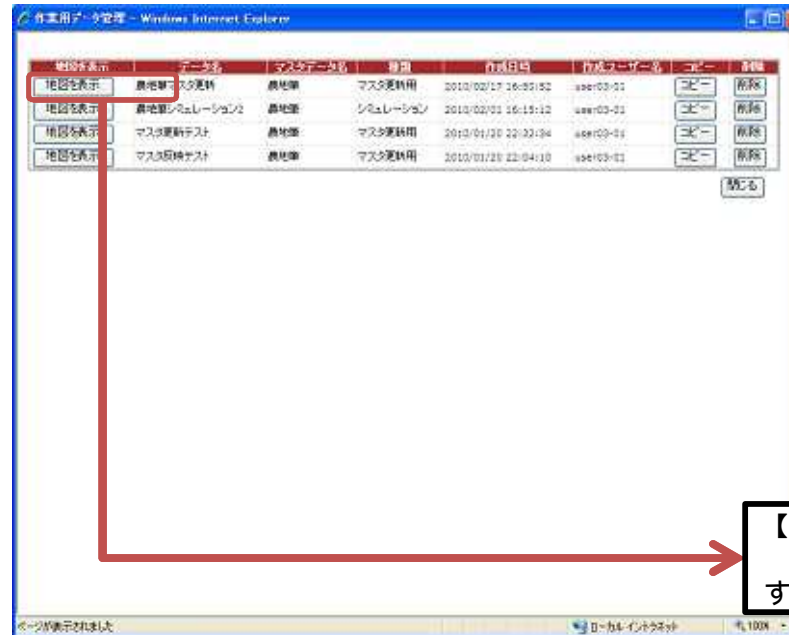 作業用データ管理 - Windows Internet Explorer
地図を表示 データ名 マスタデータ名 種類 作成日時 作成ユーザー名 コピー 削除
地図を表示 農地筆マスタ更新 農地筆 マスタ更新用 2010/02/17 16:55:52 user03-01 コピー 削除
地図を表示 農地筆シミュレーション2 農地筆 シミュレーション 2010/02/01 16:15:12 user03-01 コピー 削除
地図を表示 マスタ更新テスト 農地筆 マスタ更新用 2010/01/20 22:32:34 user03-01 コピー 削除
地図を表示 マスタ反映テスト 農地筆 マスタ更新用 2010/01/20 22:04:10 user03-01 コピー 削除
閉じる
【
す
ページが表示されました ローカル イントラネット 100%